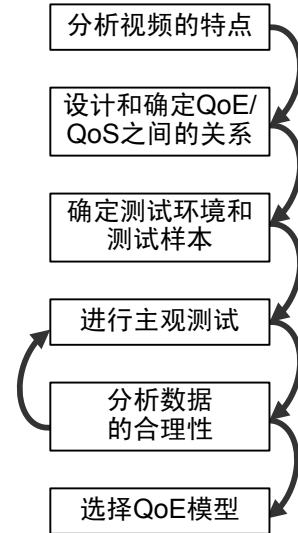 分析视频的特点
设计和确定QoE/
QoS之间的关系
确定测试环境和
测试样本
进行主观测试
分析数据
的合理性
选择QoE模型